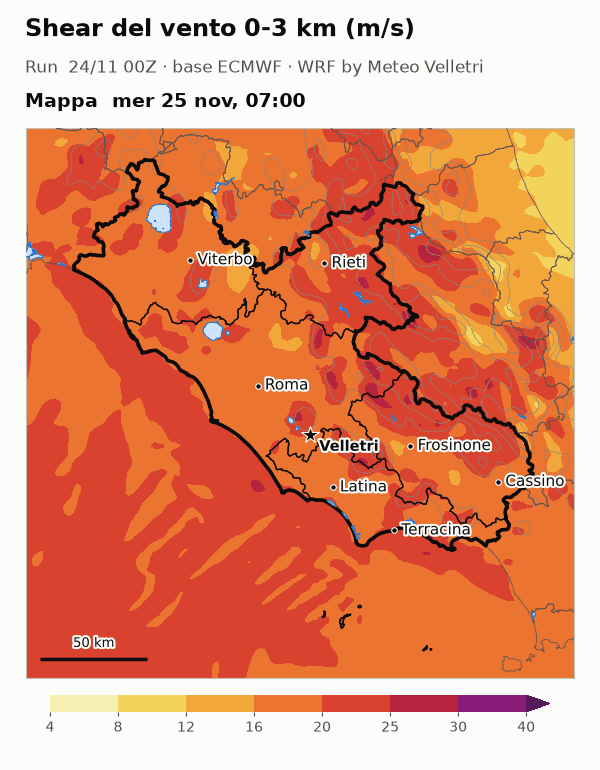 Shear del vento 0-3 km (m/s)
Run  24/11 00Z · base ECMWF · WRF by Meteo Velletri
Mappa  mer 25 nov, 07:00
Viterbo
Rieti
Roma
Velletri
Frosinone
Latina
Cassino
Terracina
50 km
4 8 12 16 20 25 30 40